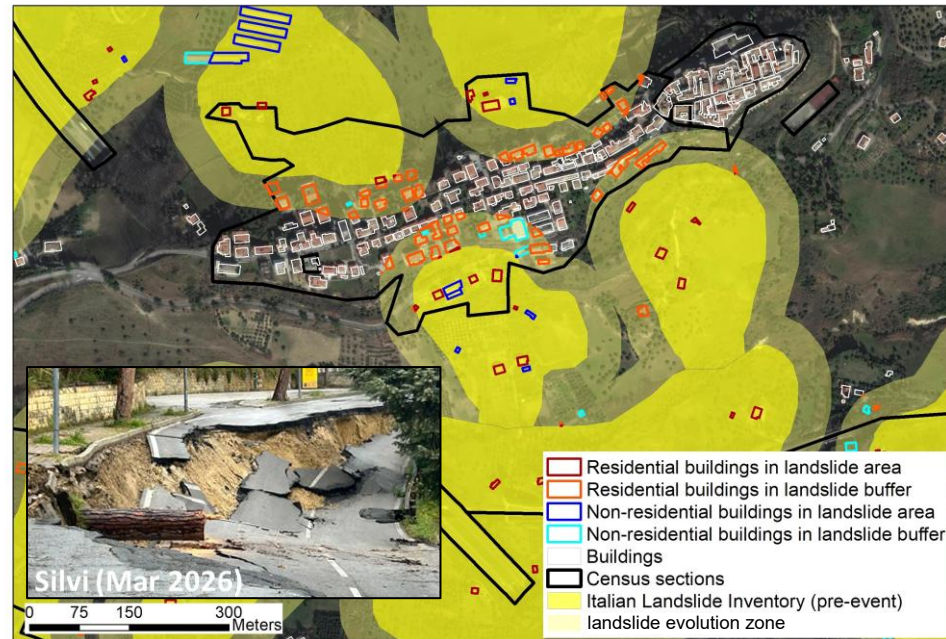 Silvi (Mar 2026)
0 75 150 300
Meters
Residential buildings in landslide area
Residential buildings in landslide buffer
Non-residential buildings in landslide area
Non-residential buildings in landslide buffer
Buildings
Census sections
Italian Landslide Inventory (pre-event)
landslide evolution zone